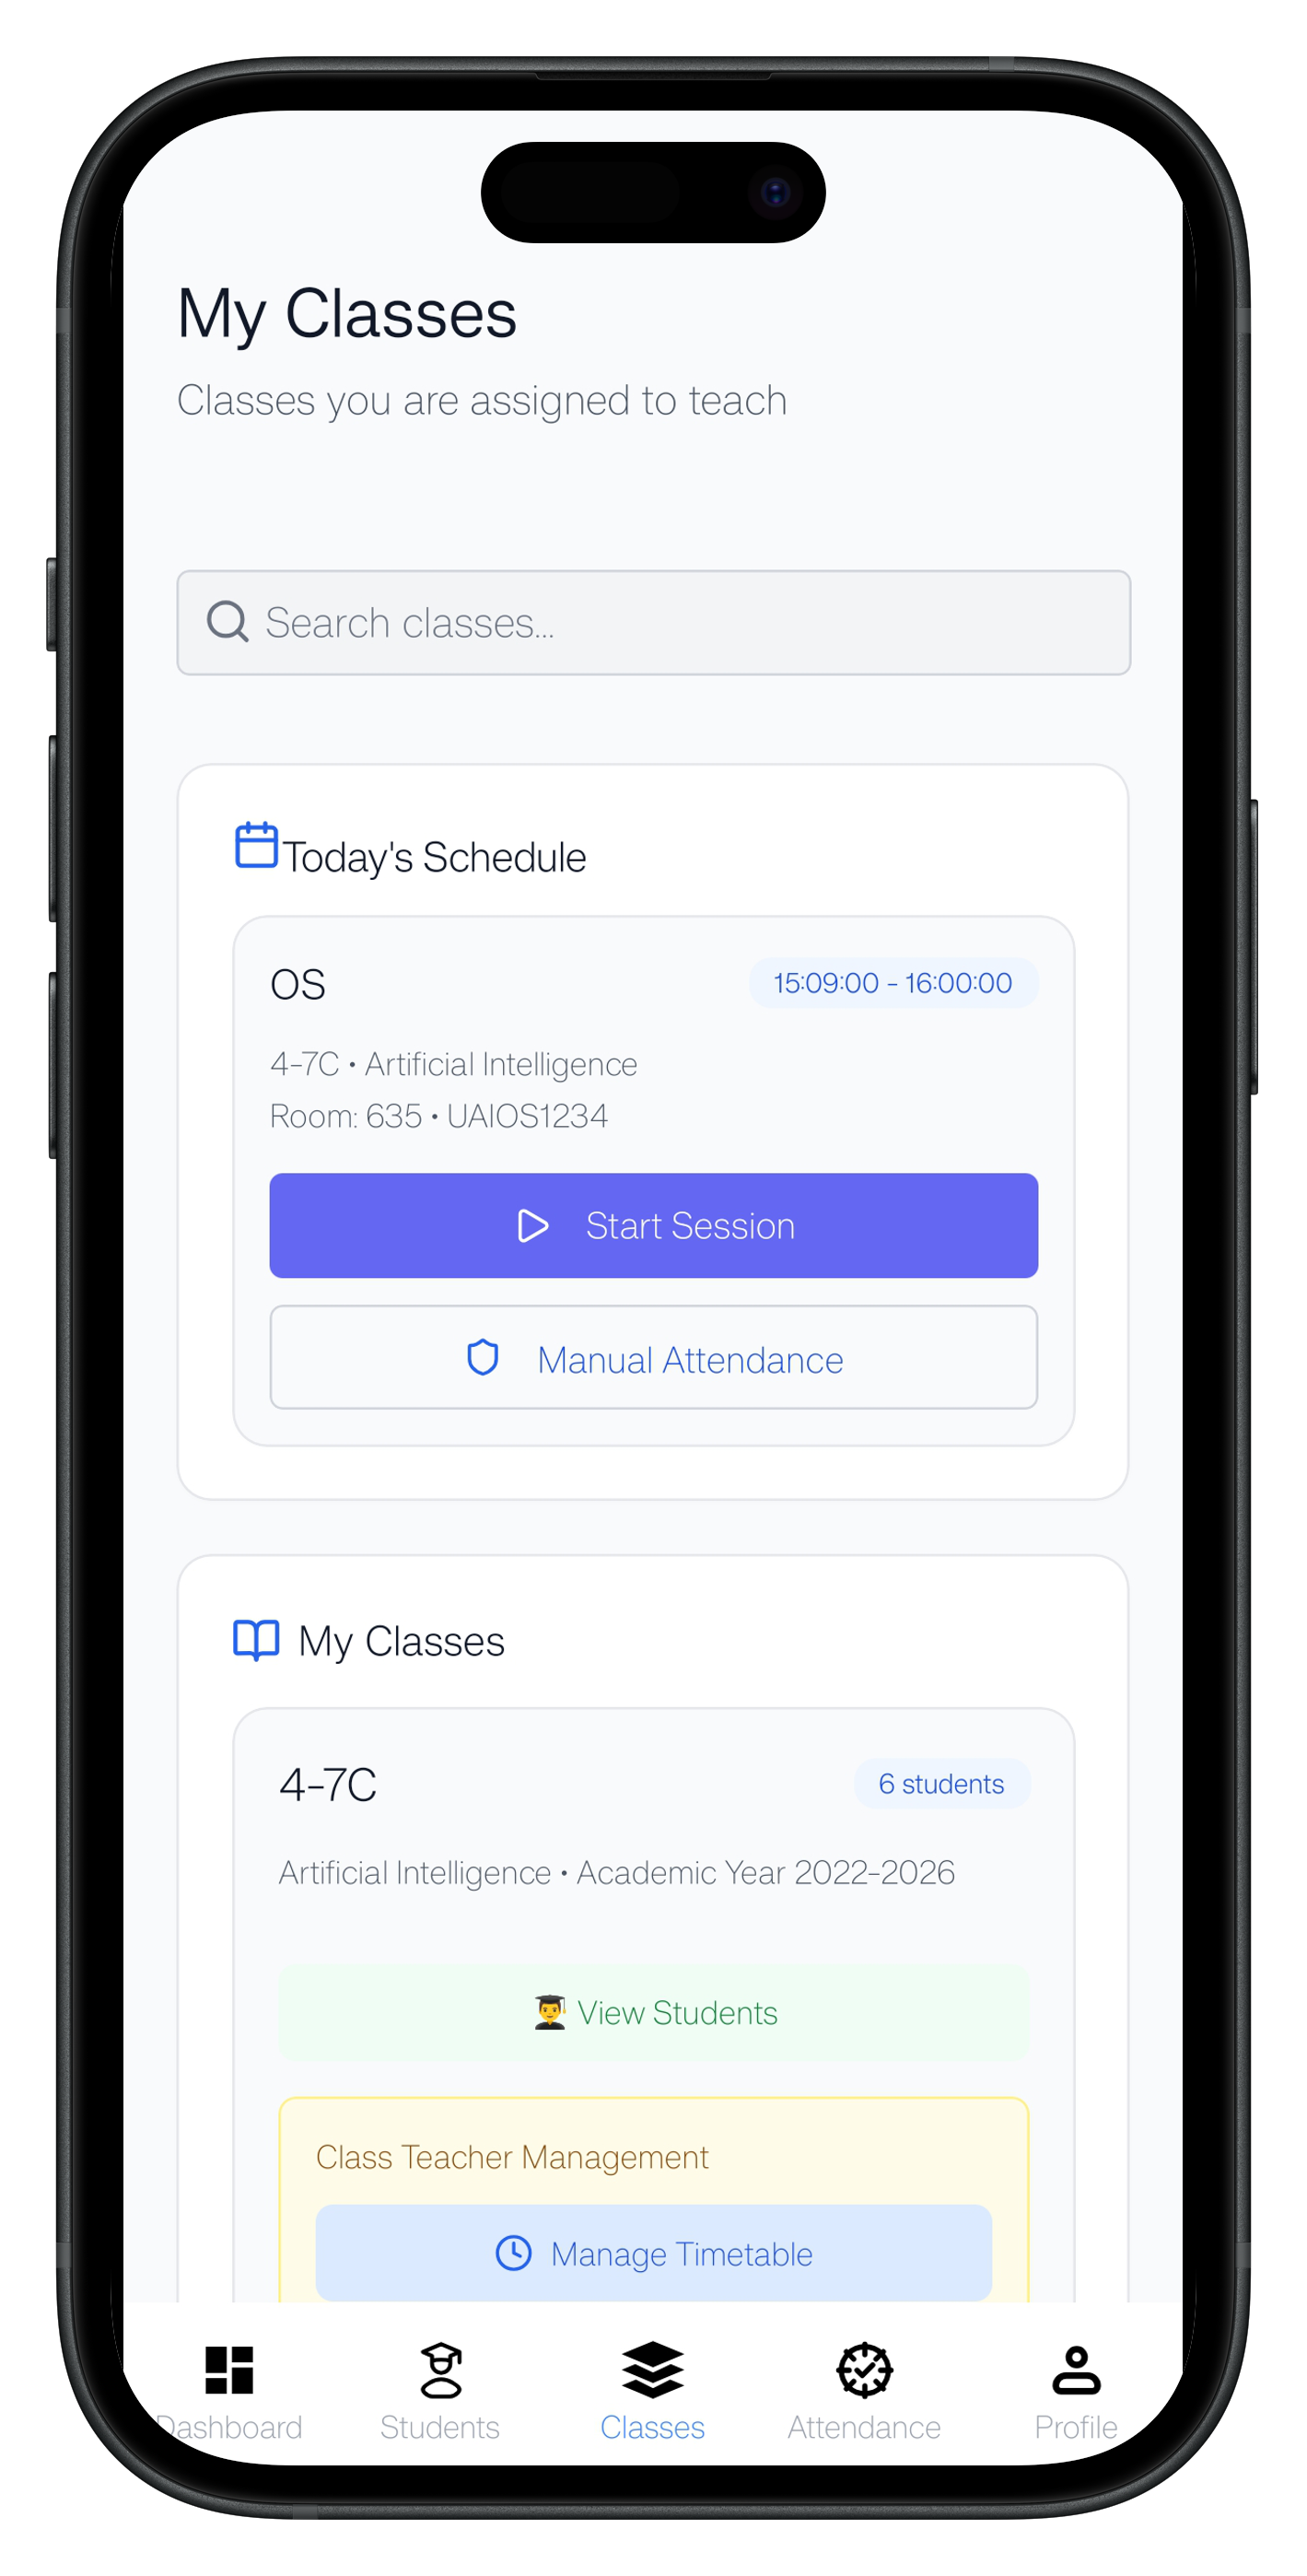 My Classes
Classes you are assigned to teach
Search classes...
Today's Schedule
OS
15:09:00 - 16:00:00
4-7C • Artificial Intelligence
Room: 635 • UAIOS1234
Start Session
Manual Attendance
My Classes
4-7C
6 students
Artificial Intelligence • Academic Year 2022-2026
View Students
Class Teacher Management
Manage Timetable
Dashboard
Students
Classes
Attendance
Profile